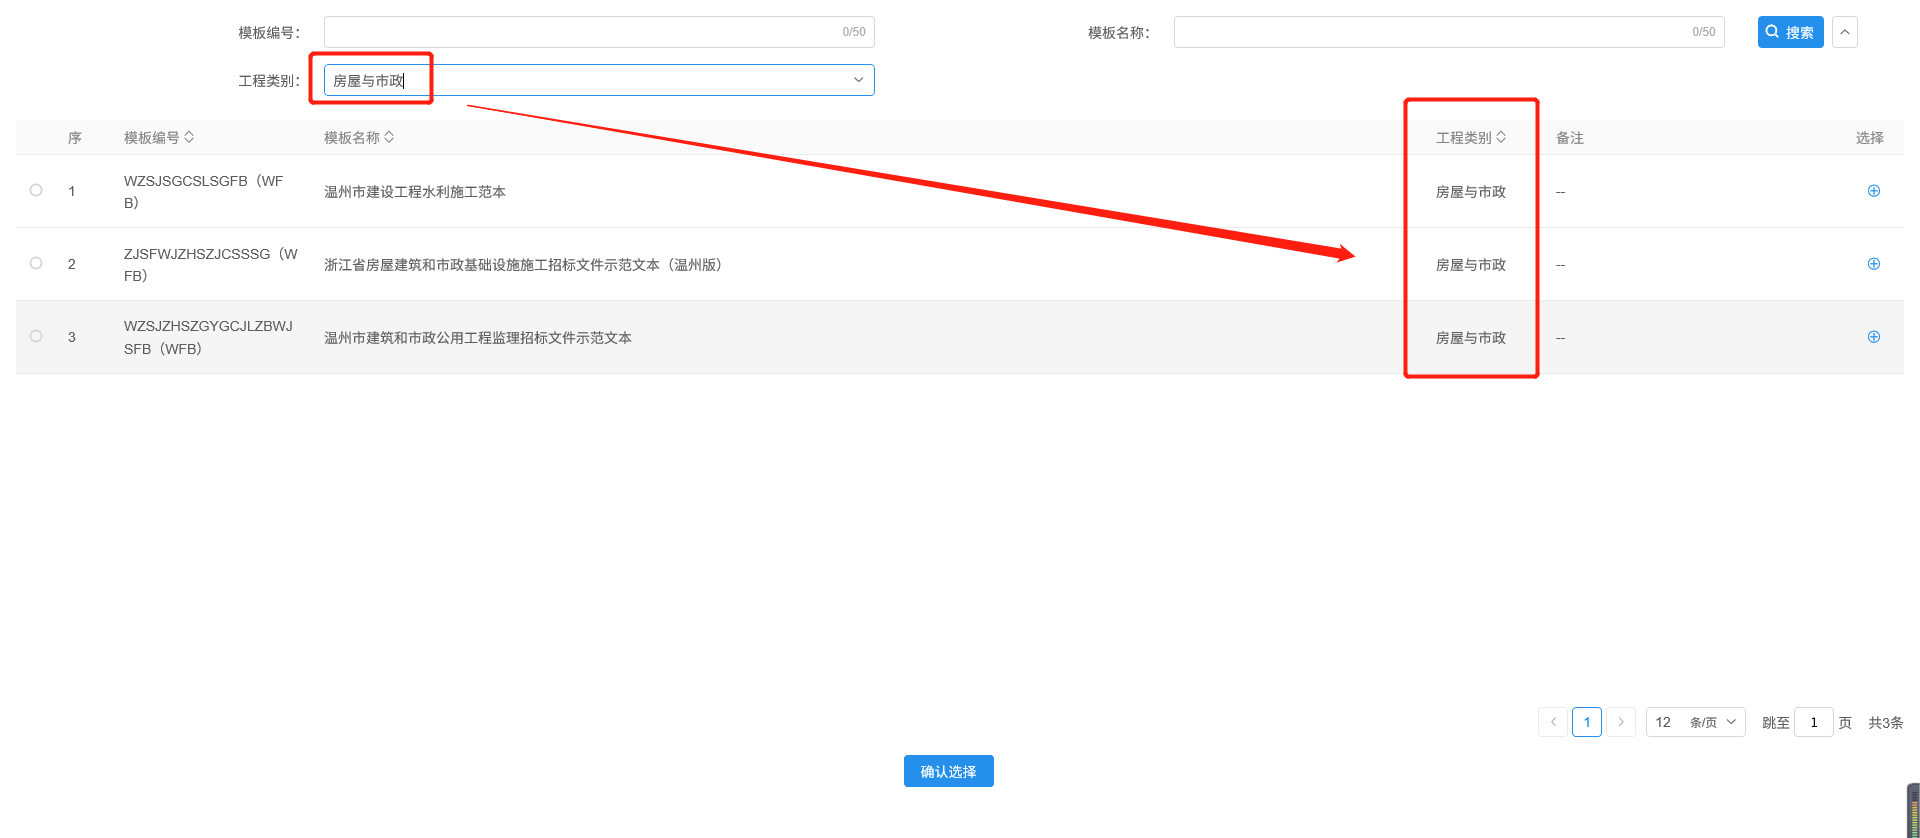 模板编号： 0/50 模板名称： 0/50 搜索
工程类别： 房屋与市政
序 模板编号 模板名称 工程类别 备注 选择
1 WZSJSGCSLSGFB（WF
B） 温州市建设工程水利施工范本 房屋与市政 --
2 ZJSFWJZHSZJCSSSG（W
FB） 浙江省房屋建筑和市政基础设施施工招标文件示范文本（温州版） 房屋与市政 --
3 WZSJZHSZGYGCJLZBWJ
SFB（WFB） 温州市建筑和市政公用工程监理招标文件示范文本 房屋与市政 --
1 12 条/页 跳至 1 页 共3条
确认选择